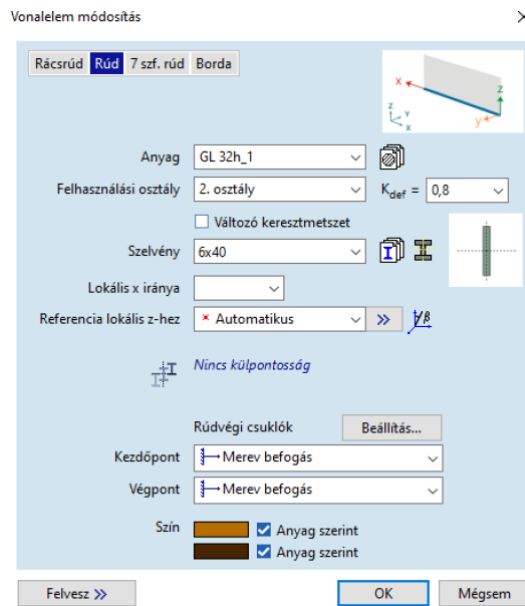 Vonalelem módosítás
Rácsrúd Rúd 7 szf. rúd Borda
x z y
z y x
Anyag GL 32h_1
Felhasználási osztály 2. osztály Kdef = 0,8
Változó keresztmetszet
Szelvény 6x40
Lokális x iránya
Referencia lokális z-hez Automatikus >> β
Nincs külpontosság
Rúdvégi csuklók Beállítás...
Kezdőpont Merev befogás
Végpont Merev befogás
Szín Anyag szerint
Anyag szerint
Felvesz >> OK Mégsem